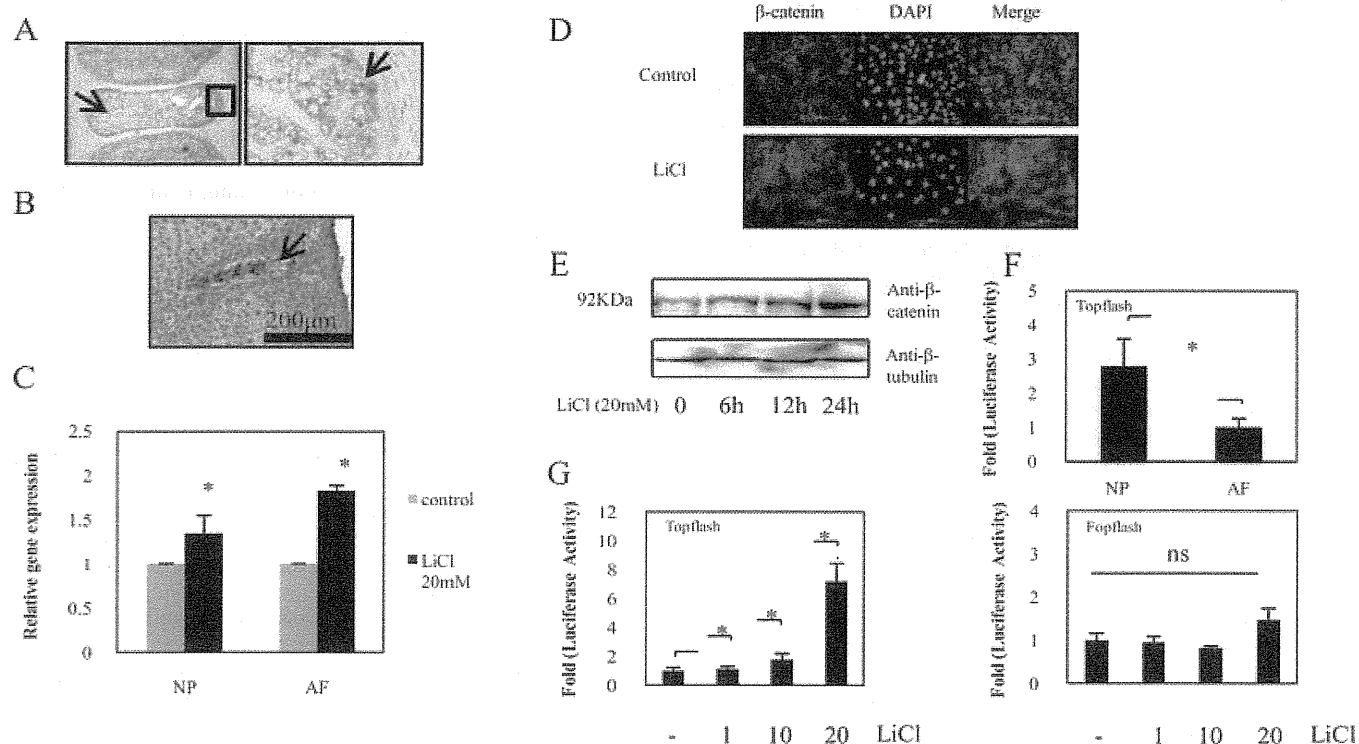 A
B
200μm
C
Relative gene expression
2.5
2
1.5
1
0.5
0
*
*
NP
AF
control
LiCl
20mM
D
β-catenin DAPI Merge
Control
LiCl
E
92KDa
Anti-β-
catenin
Anti-β-
tubulin
LiCl (20mM) 0 6h 12h 24h
F
Fold (Luciferase Activity)
5
4
3
2
1
0
Topflash
*
NP AF
G
Fold (Luciferase Activity)
12
10
8
6
4
2
0
Topflash
*
*
*
- 1 10 20 LiCl
Fold (Luciferase Activity)
4
3
2
1
0
Fopflash
ns
- 1 10 20 LiCl